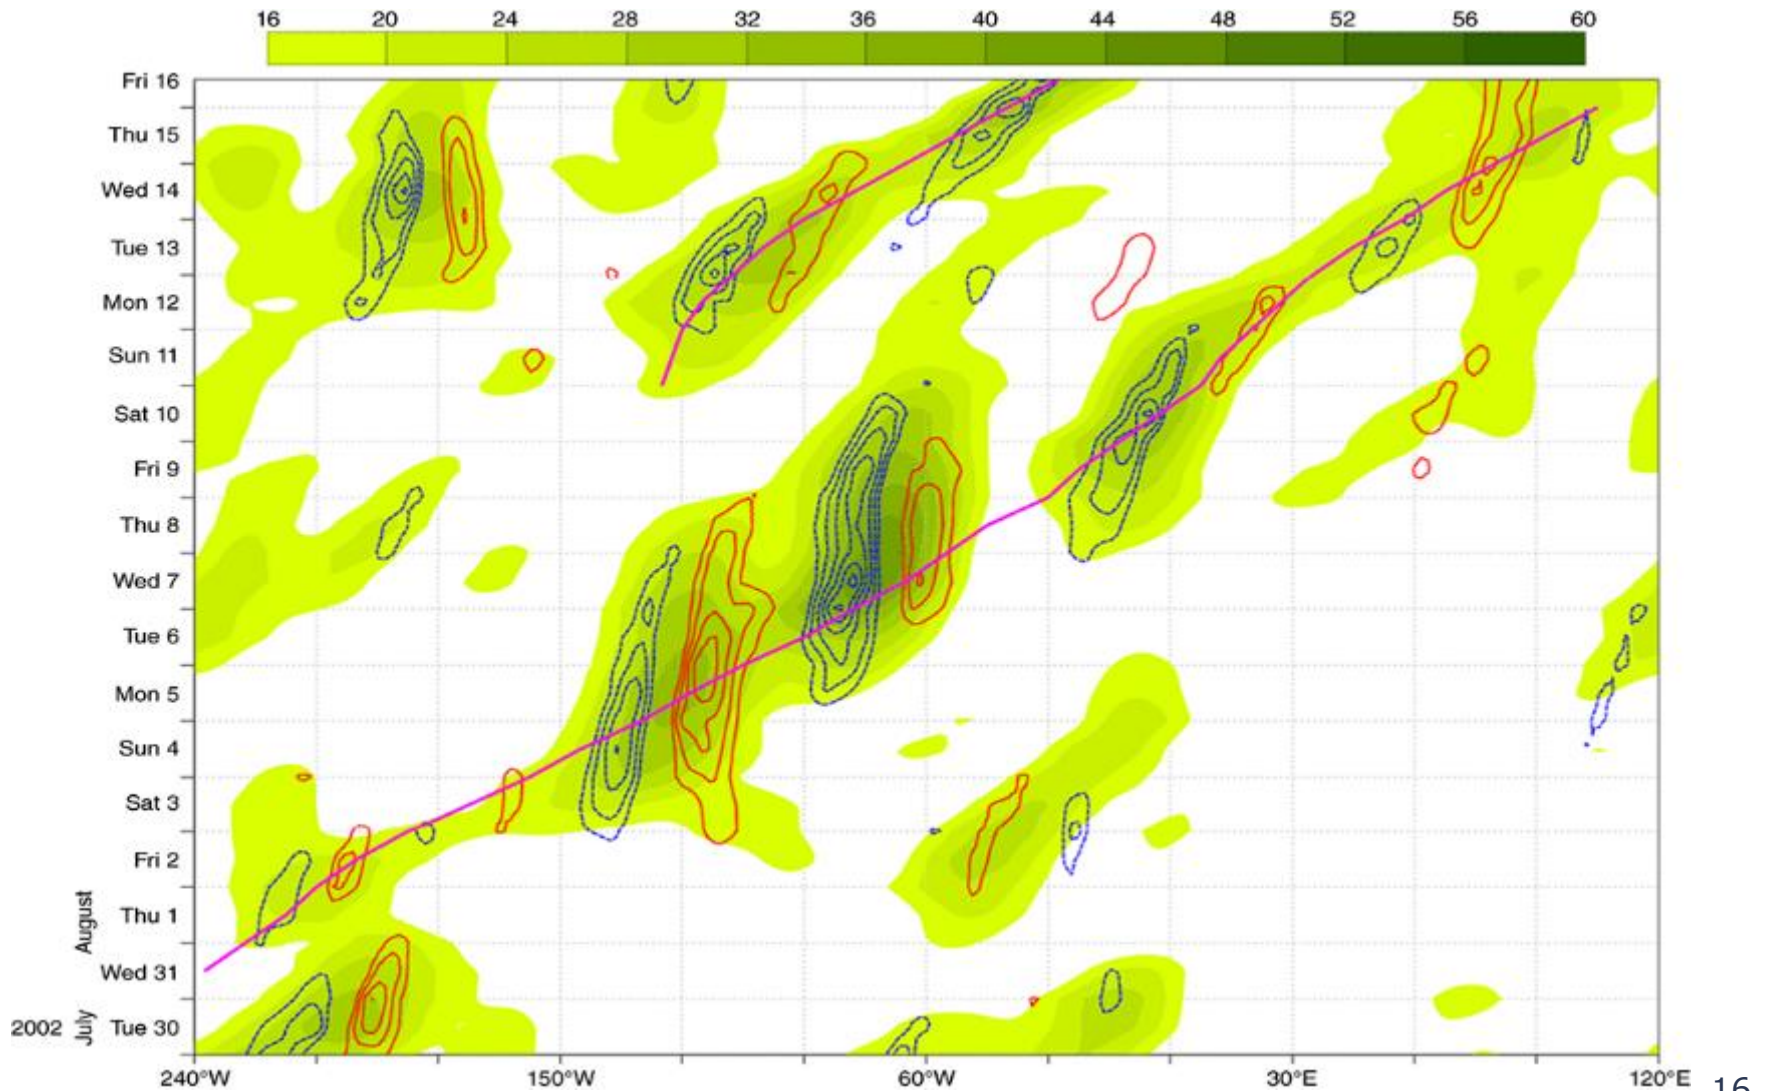 16 20 24 28 32 36 40 44 48 52 56 60
Fri 16
Thu 15
Wed 14
Tue 13
Mon 12
Sun 11
Sat 10
Fri 9
Thu 8
Wed 7
Tue 6
Mon 5
Sun 4
Sat 3
Fri 2
August
Thu 1
Wed 31
2002 July Tue 30
240°W 150°W 60°W 30°E 120°E
16